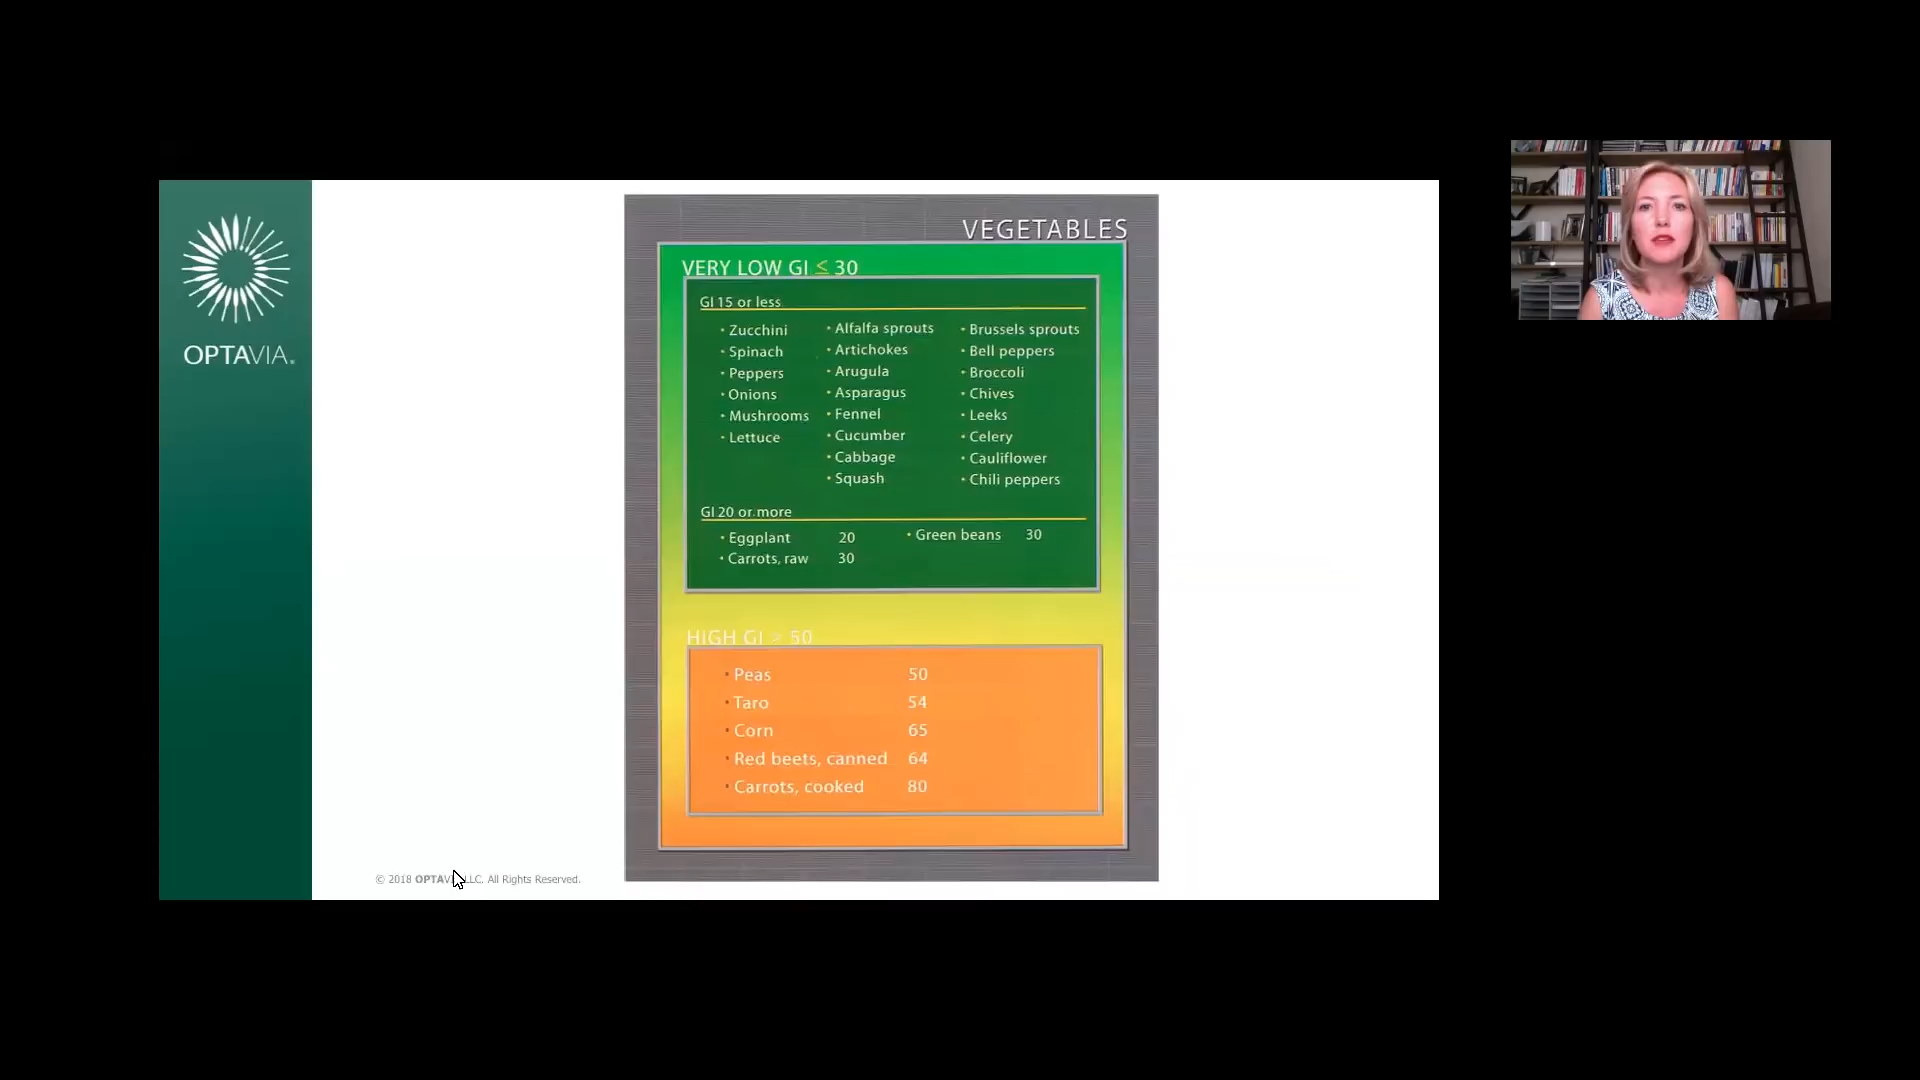 OPTAVIA®
VEGETABLES
VERY LOW GI ≤ 30
GI 15 or less
• Zucchini
• Spinach
• Peppers
• Onions
• Mushrooms
• Lettuce
• Alfalfa sprouts
• Artichokes
• Arugula
• Asparagus
• Fennel
• Cucumber
• Cabbage
• Squash
• Brussels sprouts
• Bell peppers
• Broccoli
• Chives
• Leeks
• Celery
• Cauliflower
• Chili peppers
GI 20 or more
• Eggplant 20
• Carrots, raw 30
• Green beans 30
HIGH GI ≥ 50
• Peas 50
• Taro 54
• Corn 65
• Red beets, canned 64
• Carrots, cooked 80
© 2018 OPTAVIA LLC. All Rights Reserved.